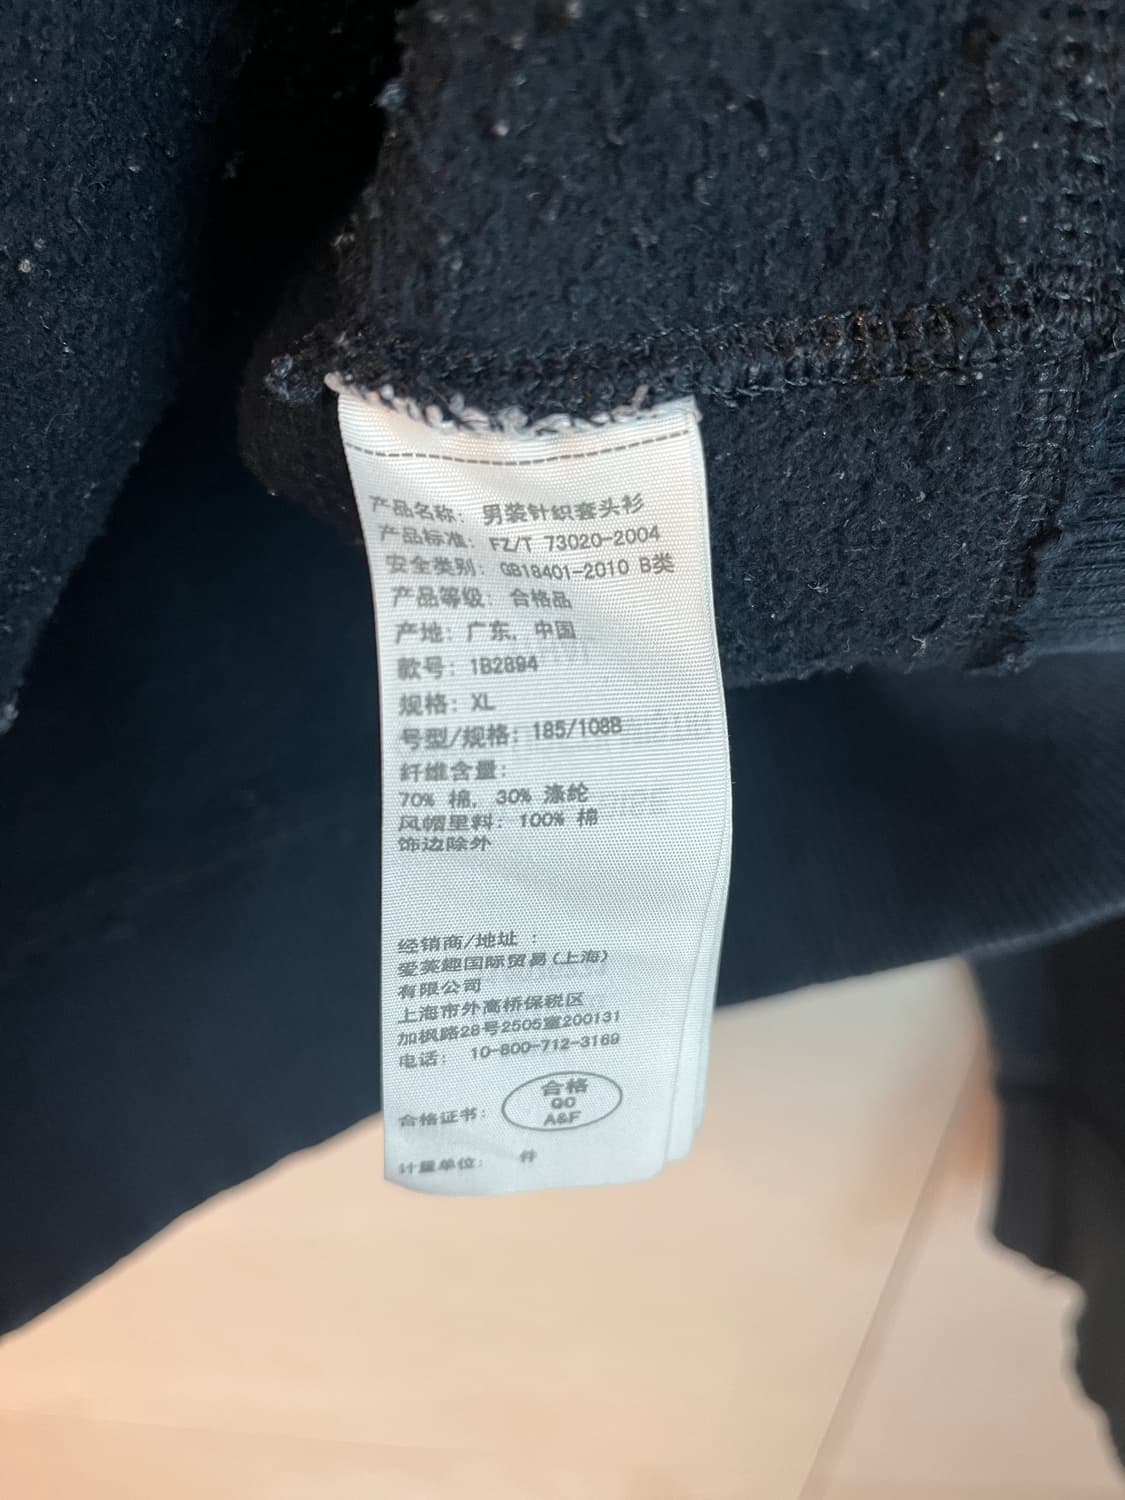 产品名称: 男装针织套头衫
产品标准: FZ/T 73020-2004
安全类别: GB18401-2010 B类
产品等级: 合格品
产地: 广东, 中国
款号: 1B2894
规格: XL
号型/规格: 185/108B
纤维含量:
70% 棉, 30% 涤纶
风帽里料: 100% 棉
饰边除外
经销商/地址 :
爱芙趣国际贸易(上海)
有限公司
上海市外高桥保税区
加枫路28号2505室200131
电话: 10-800-712-3169
合格
QC
合格证书:
A&F
计量单位: 件